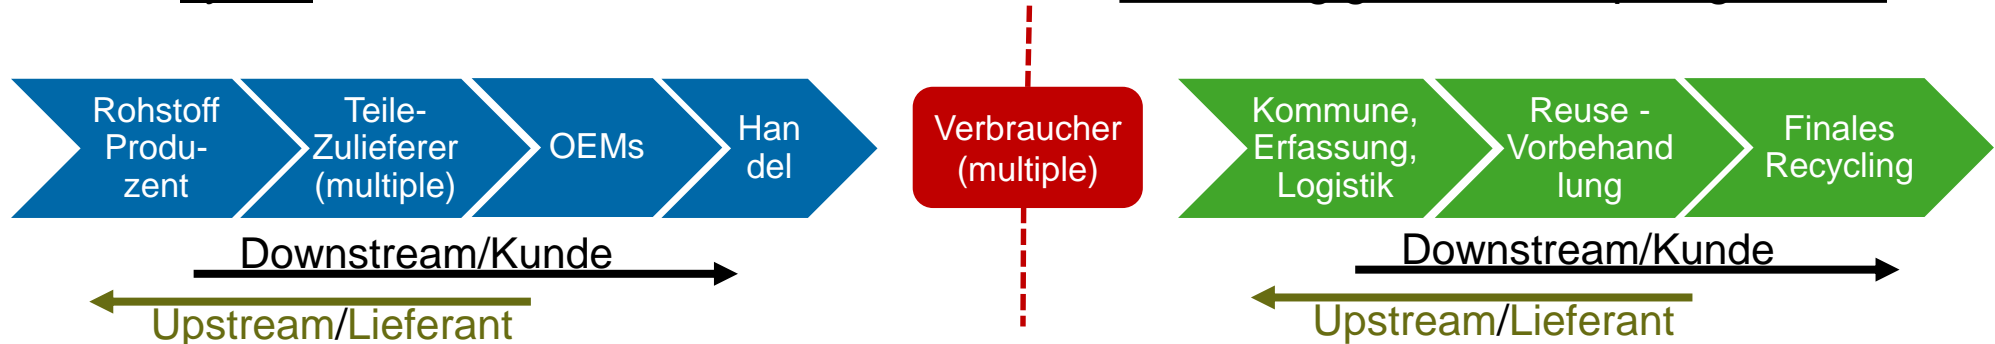 Rohstoff
Produ-
zent
Teile-
Zulieferer
(multiple)
OEMs
Han
del
Verbraucher
(multiple)
Kommune,
Erfassung,
Logistik
Reuse -
Vorbehand
lung
Finales
Recycling
Downstream/Kunde
Upstream/Lieferant
Downstream/Kunde
Upstream/Lieferant